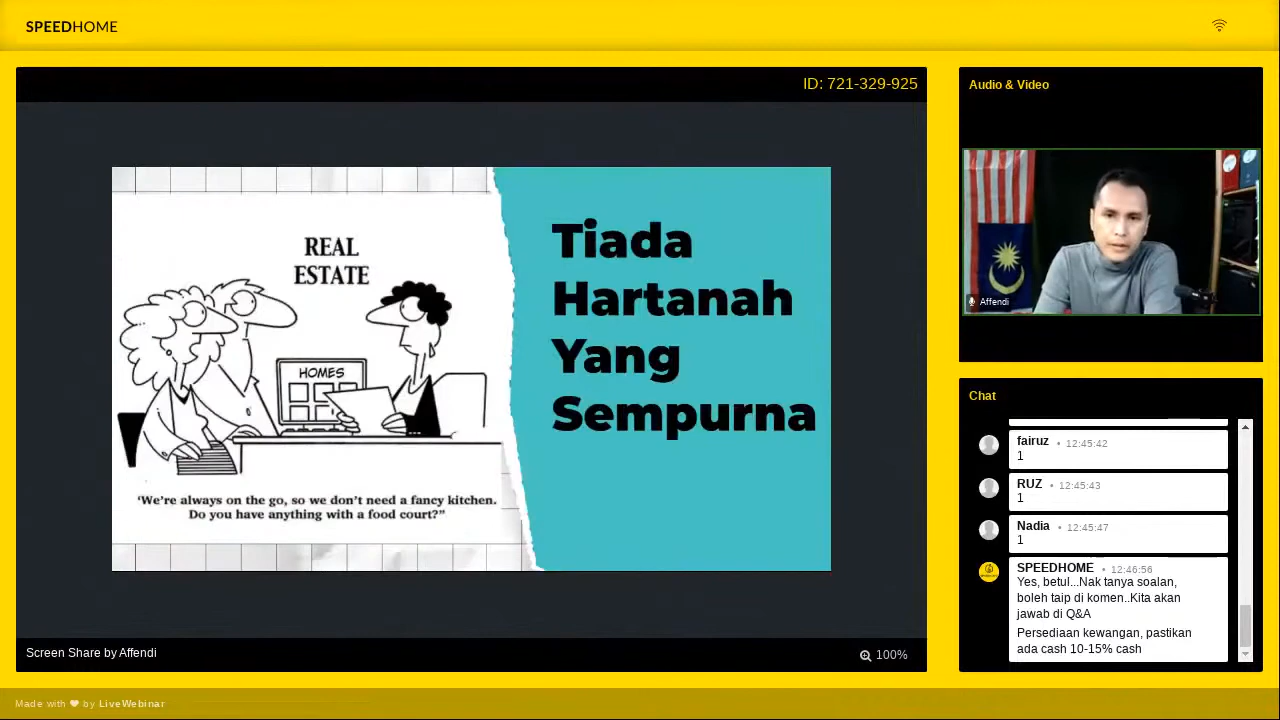 SPEEDHOME
ID: 721-329-925
REAL
ESTATE
HOMES
'We're always on the go, so we don't need a fancy kitchen.
Do you have anything with a food court?”
Tiada
Hartanah
Yang
Sempurna
Screen Share by Affendi
100%
Audio & Video
Affendi
Chat
fairuz • 12:45:42
1
RUZ • 12:45:43
1
Nadia • 12:45:47
1
SPEEDHOME • 12:46:56
Yes, betul...Nak tanya soalan,
boleh taip di komen..Kita akan
jawab di Q&A
Persediaan kewangan, pastikan
ada cash 10-15% cash
Made with ❤ by LiveWebinar